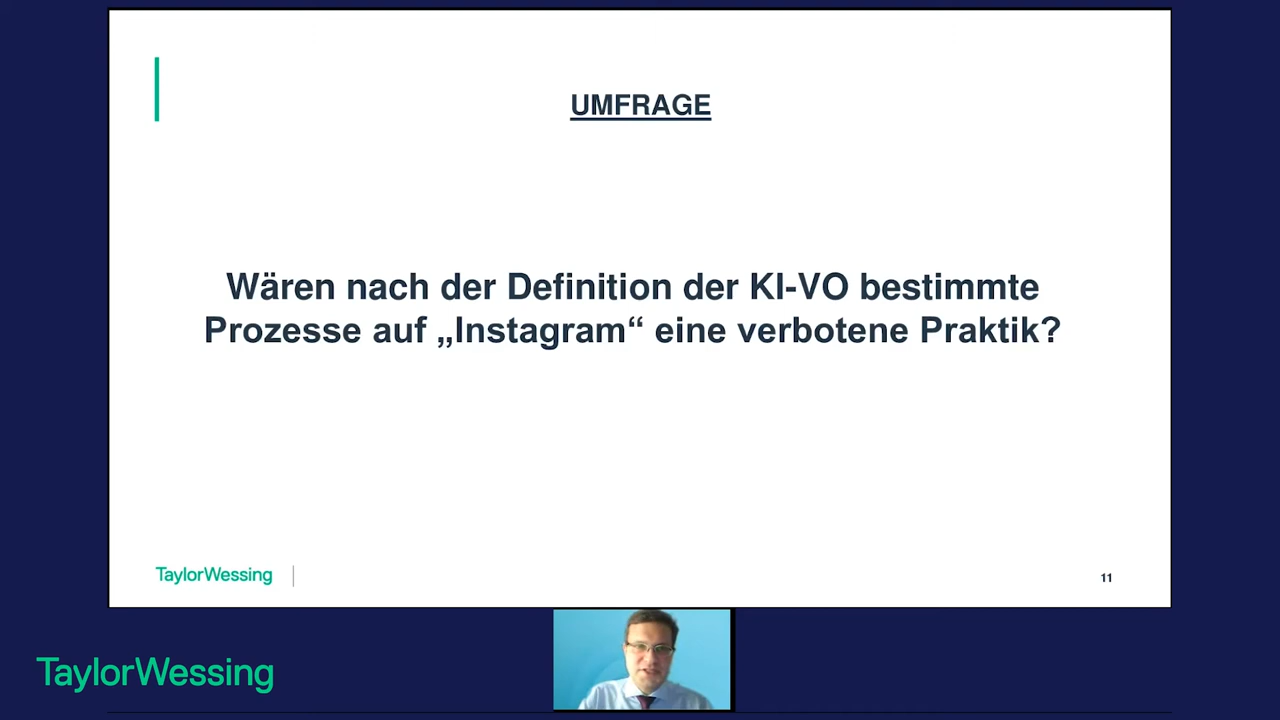 UMFRAGE
Wären nach der Definition der KI-VO bestimmte
Prozesse auf „Instagram“ eine verbotene Praktik?
TaylorWessing
11
TaylorWessing